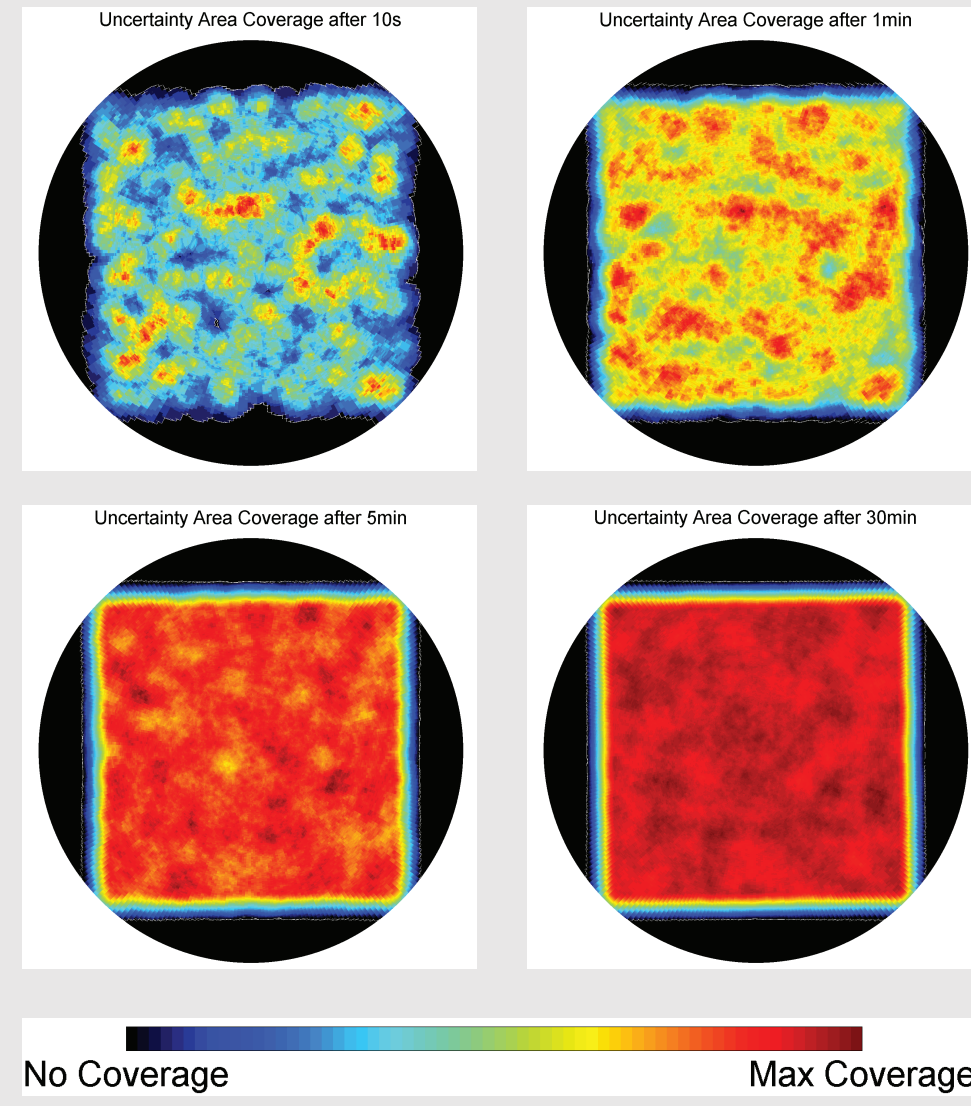 Uncertainty Area Coverage after 10s
Uncertainty Area Coverage after 1min
Uncertainty Area Coverage after 5min
Uncertainty Area Coverage after 30min
No Coverage
Max Coverage